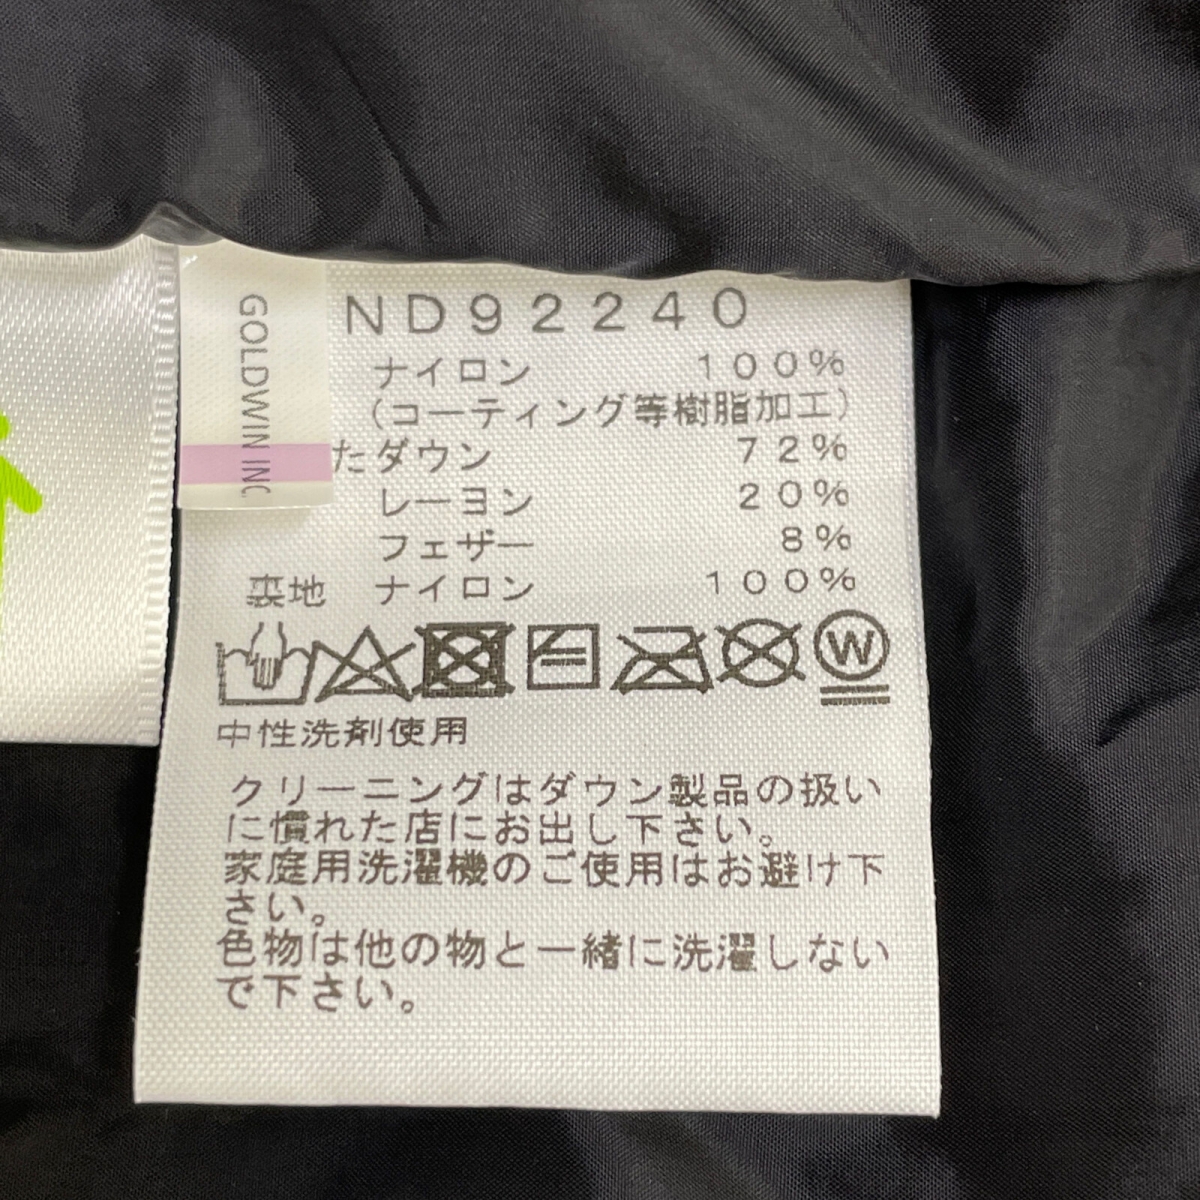 GOLDWIN INC.
ND92240
ナイロン 100%
(コーティング等樹脂加工)
たダウン 72%
レーヨン 20%
フェザー 8%
裏地 ナイロン 100%
W
中性洗剤使用
クリーニングはダウン製品の扱い
に慣れた店にお出し下さい。
家庭用洗濯機のご使用はお避け下
さい。
色物は他の物と一緒に洗濯しない
で下さい。